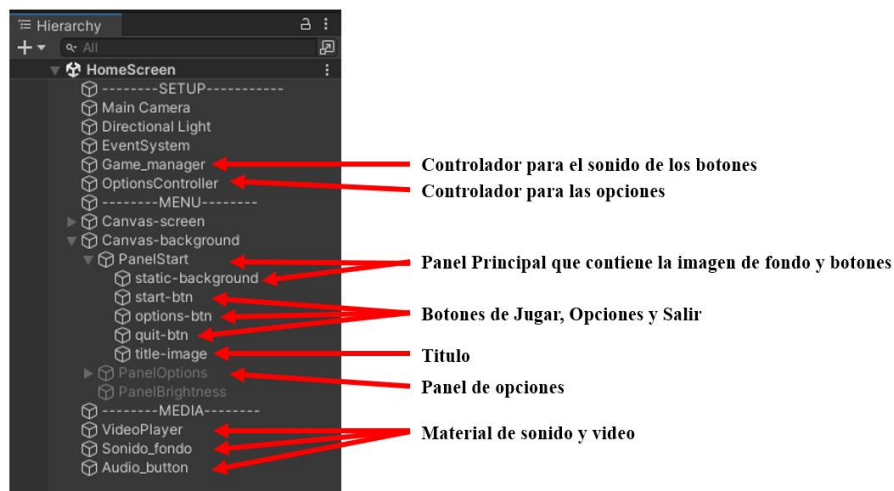 Hierarchy
All
HomeScreen
--------SETUP-----------
Main Camera
Directional Light
EventSystem
Game_manager
Controlador para el sonido de los botones
OptionsController
Controlador para las opciones
--------MENU--------
Canvas-screen
Canvas-background
PanelStart
Panel Principal que contiene la imagen de fondo y botones
static-background
start-btn
options-btn
Botones de Jugar, Opciones y Salir
quit-btn
title-image
Titulo
PanelOptions
Panel de opciones
PanelBrightness
--------MEDIA--------
VideoPlayer
Material de sonido y video
Sonido_fondo
Audio_button